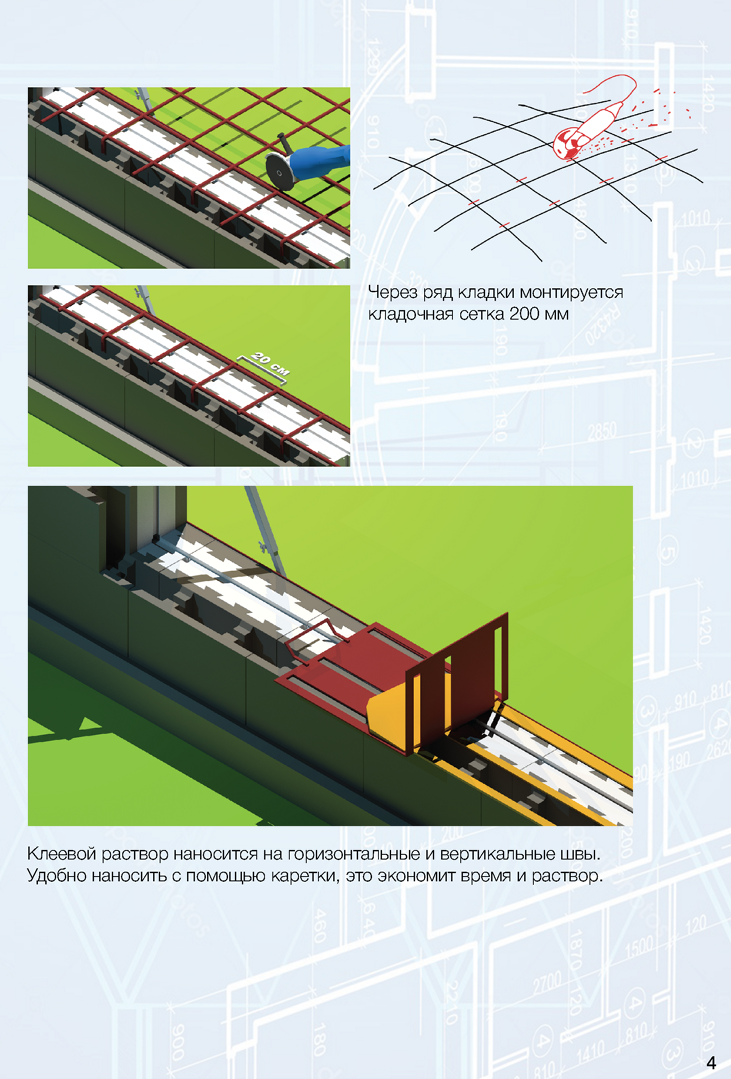 Через ряд кладки монтируется
кладочная сетка 200 мм
20 см
Клеевой раствор наносится на горизонтальные и вертикальные швы.
Удобно наносить с помощью каретки, это экономит время и раствор.
4